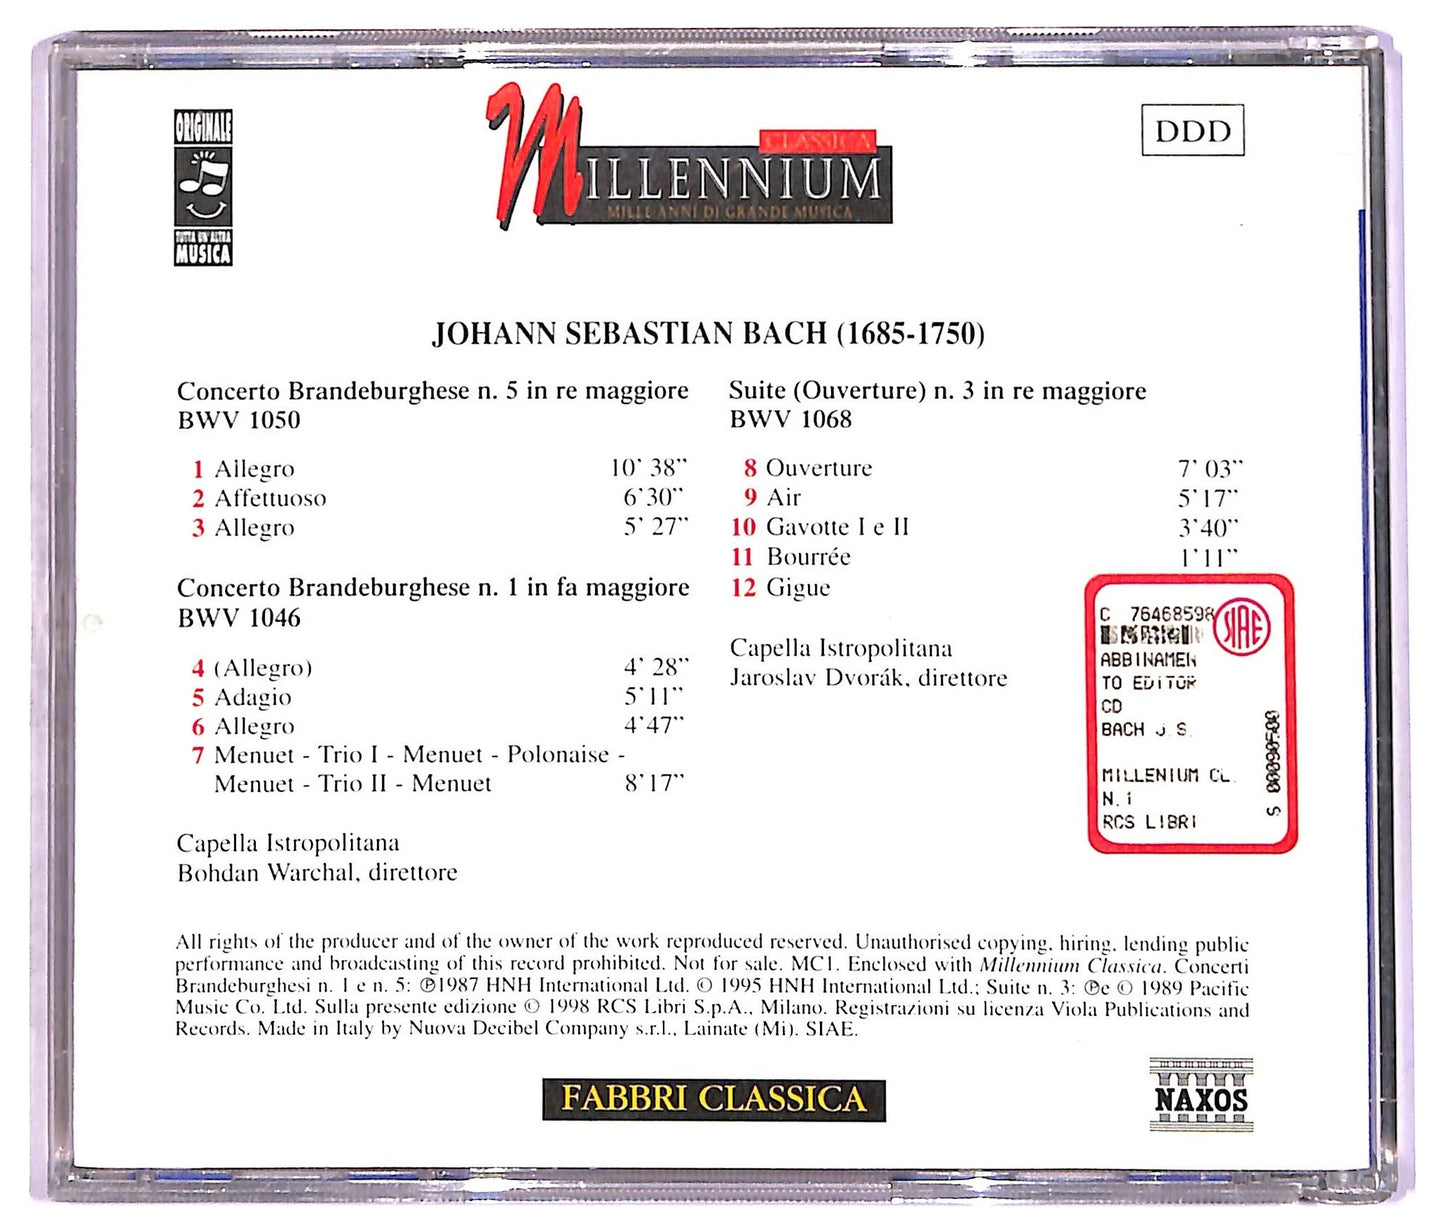 ORIGINALE
TUTTA UN'ALTRA
MUSICA
CLASSICA
MILLENNIUM
MILLE ANNI DI GRANDE MUSICA
DDD
JOHANN SEBASTIAN BACH (1685-1750)
Concerto Brandeburghese n. 5 in re maggiore
BWV 1050
1 Allegro 10' 38"
2 Affettuoso 6'30"
3 Allegro 5' 27"
Concerto Brandeburghese n. 1 in fa maggiore
BWV 1046
4 (Allegro) 4' 28"
5 Adagio 5'11"
6 Allegro 4'47"
7 Menuet - Trio I - Menuet - Polonaise -
Menuet - Trio II - Menuet 8'17"
Capella Istropolitana
Bohdan Warchal, direttore
Suite (Ouverture) n. 3 in re maggiore
BWV 1068
8 Ouverture 7' 03"
9 Air 5'17"
10 Gavotte I e II 3'40"
11 Bourrée 1'11"
12 Gigue
Capella Istropolitana
Jaroslav Dvorák, direttore
C 76468598
SIAE
ABBINAMEN
TO EDITOR
CD
BACH J.S.
MILLENIUM CL.
N.1
RCS LIBRI
S 00090500
All rights of the producer and of the owner of the work reproduced reserved. Unauthorised copying, hiring, lending public
performance and broadcasting of this record prohibited. Not for sale. MC1. Enclosed with Millennium Classica. Concerti
Brandeburghesi n. 1 e n. 5: ℗1987 HNH International Ltd. © 1995 HNH International Ltd.; Suite n. 3: ℗e © 1989 Pacific
Music Co. Ltd. Sulla presente edizione © 1998 RCS Libri S.p.A., Milano. Registrazioni su licenza Viola Publications and
Records. Made in Italy by Nuova Decibel Company s.r.l., Lainate (Mi). SIAE.
FABBRI CLASSICA
NAXOS